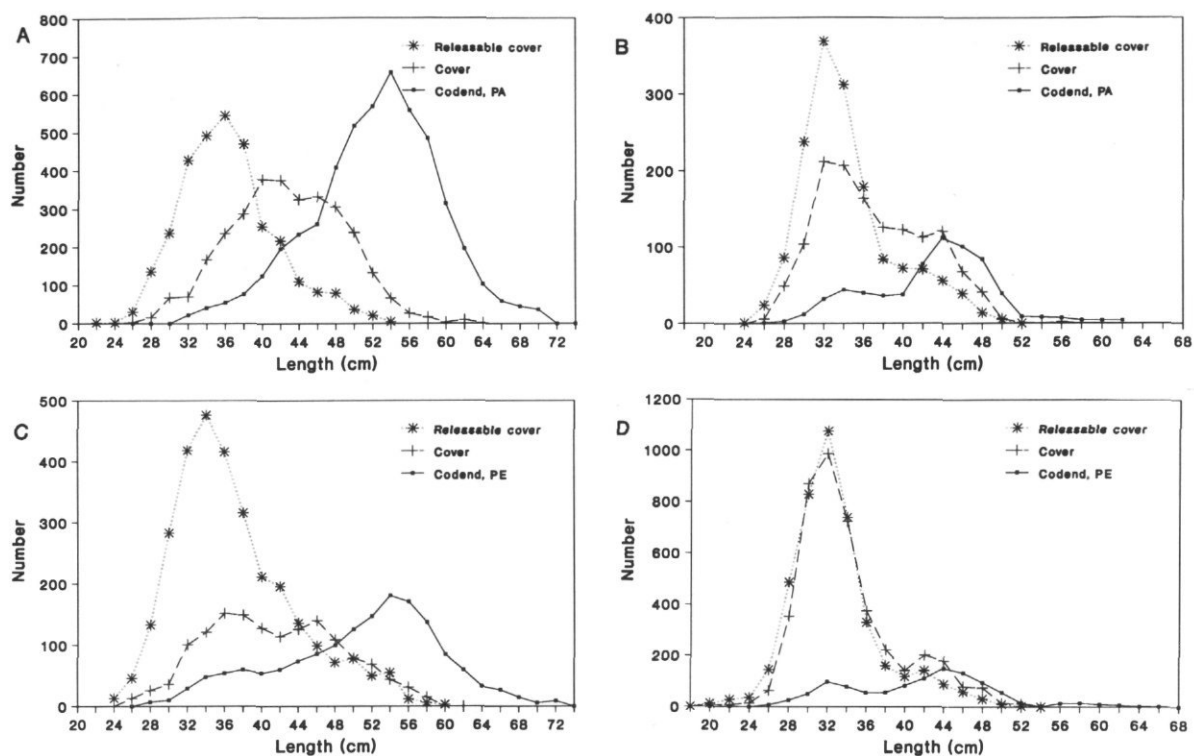 A
800
700
600
500
400
300
200
100
0
Number
Releasable cover
Cover
Codend, PA
20 24 28 32 36 40 44 48 52 56 60 64 68 72
Length (cm)
B
400
300
200
100
0
Number
Releasable cover
Cover
Codend, PA
20 24 28 32 36 40 44 48 52 56 60 64 68
Length (cm)
C
500
400
300
200
100
0
Number
Releasable cover
Cover
Codend, PE
20 24 28 32 36 40 44 48 52 56 60 64 68 72
Length (cm)
D
1200
1000
800
600
400
200
0
Number
Releasable cover
Cover
Codend, PE
20 24 28 32 36 40 44 48 52 56 60 64 68
Length (cm)